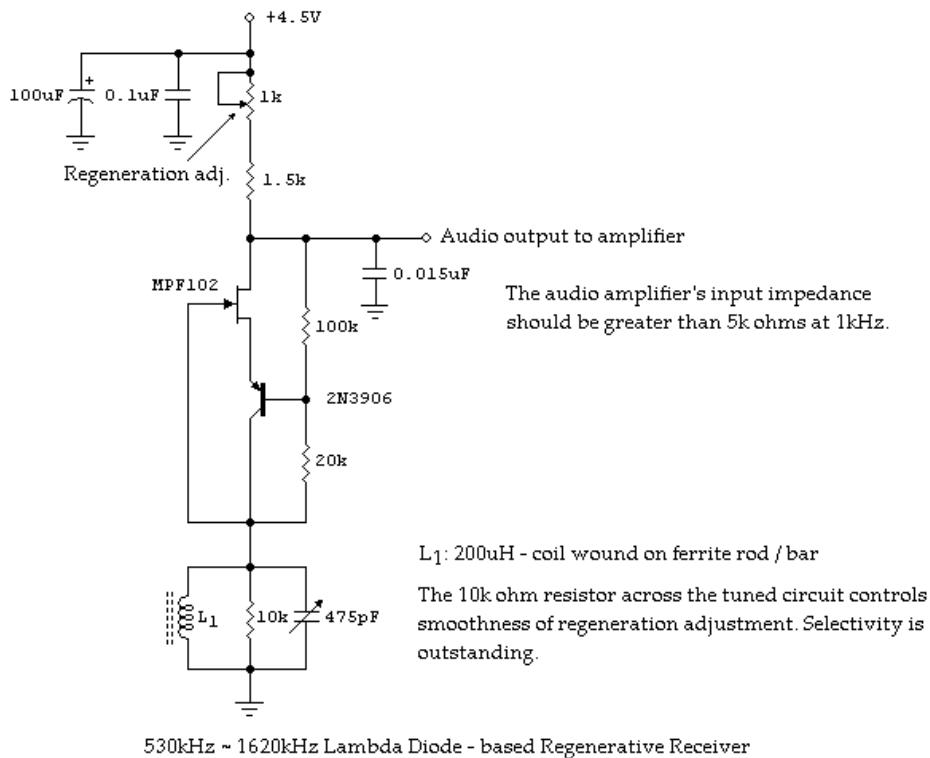 +4.5V
100uF
+
0.1uF
1k
Regeneration adj.
1.5k
Audio output to amplifier
MPF102
0.015uF
The audio amplifier's input impedance
should be greater than 5k ohms at 1kHz.
100k
2N3906
20k
L1: 200uH - coil wound on ferrite rod / bar
The 10k ohm resistor across the tuned circuit controls
smoothness of regeneration adjustment. Selectivity is
outstanding.
L1
10k
475pF
530kHz ~ 1620kHz Lambda Diode - based Regenerative Receiver